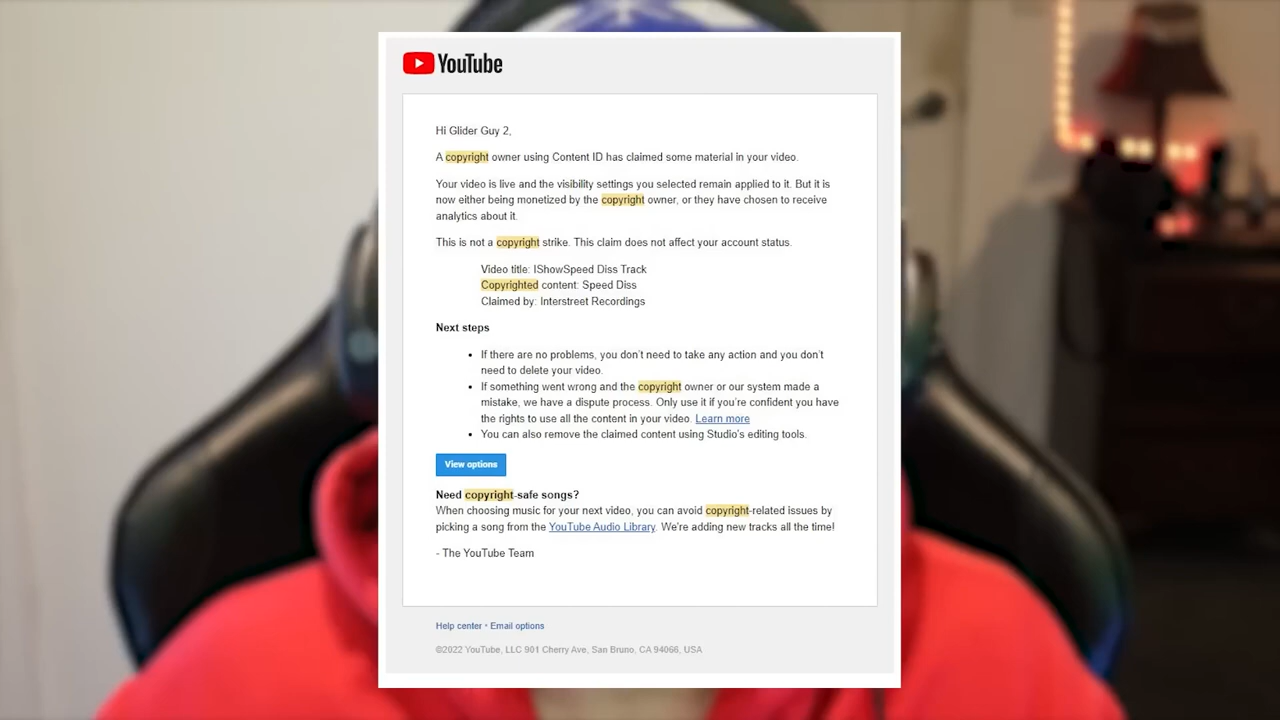 YouTube
Hi Glider Guy 2,
A copyright owner using Content ID has claimed some material in your video.
Your video is live and the visibility settings you selected remain applied to it. But it is
now either being monetized by the copyright owner, or they have chosen to receive
analytics about it.
This is not a copyright strike. This claim does not affect your account status.
Video title: IShowSpeed Diss Track
Copyrighted content: Speed Diss
Claimed by: Interstreet Recordings
Next steps
• If there are no problems, you don't need to take any action and you don't
need to delete your video.
• If something went wrong and the copyright owner or our system made a
mistake, we have a dispute process. Only use it if you're confident you have
the rights to use all the content in your video. Learn more
• You can also remove the claimed content using Studio's editing tools.
View options
Need copyright-safe songs?
When choosing music for your next video, you can avoid copyright-related issues by
picking a song from the YouTube Audio Library. We're adding new tracks all the time!
- The YouTube Team
Help center • Email options
©2022 YouTube, LLC 901 Cherry Ave, San Bruno, CA 94066, USA